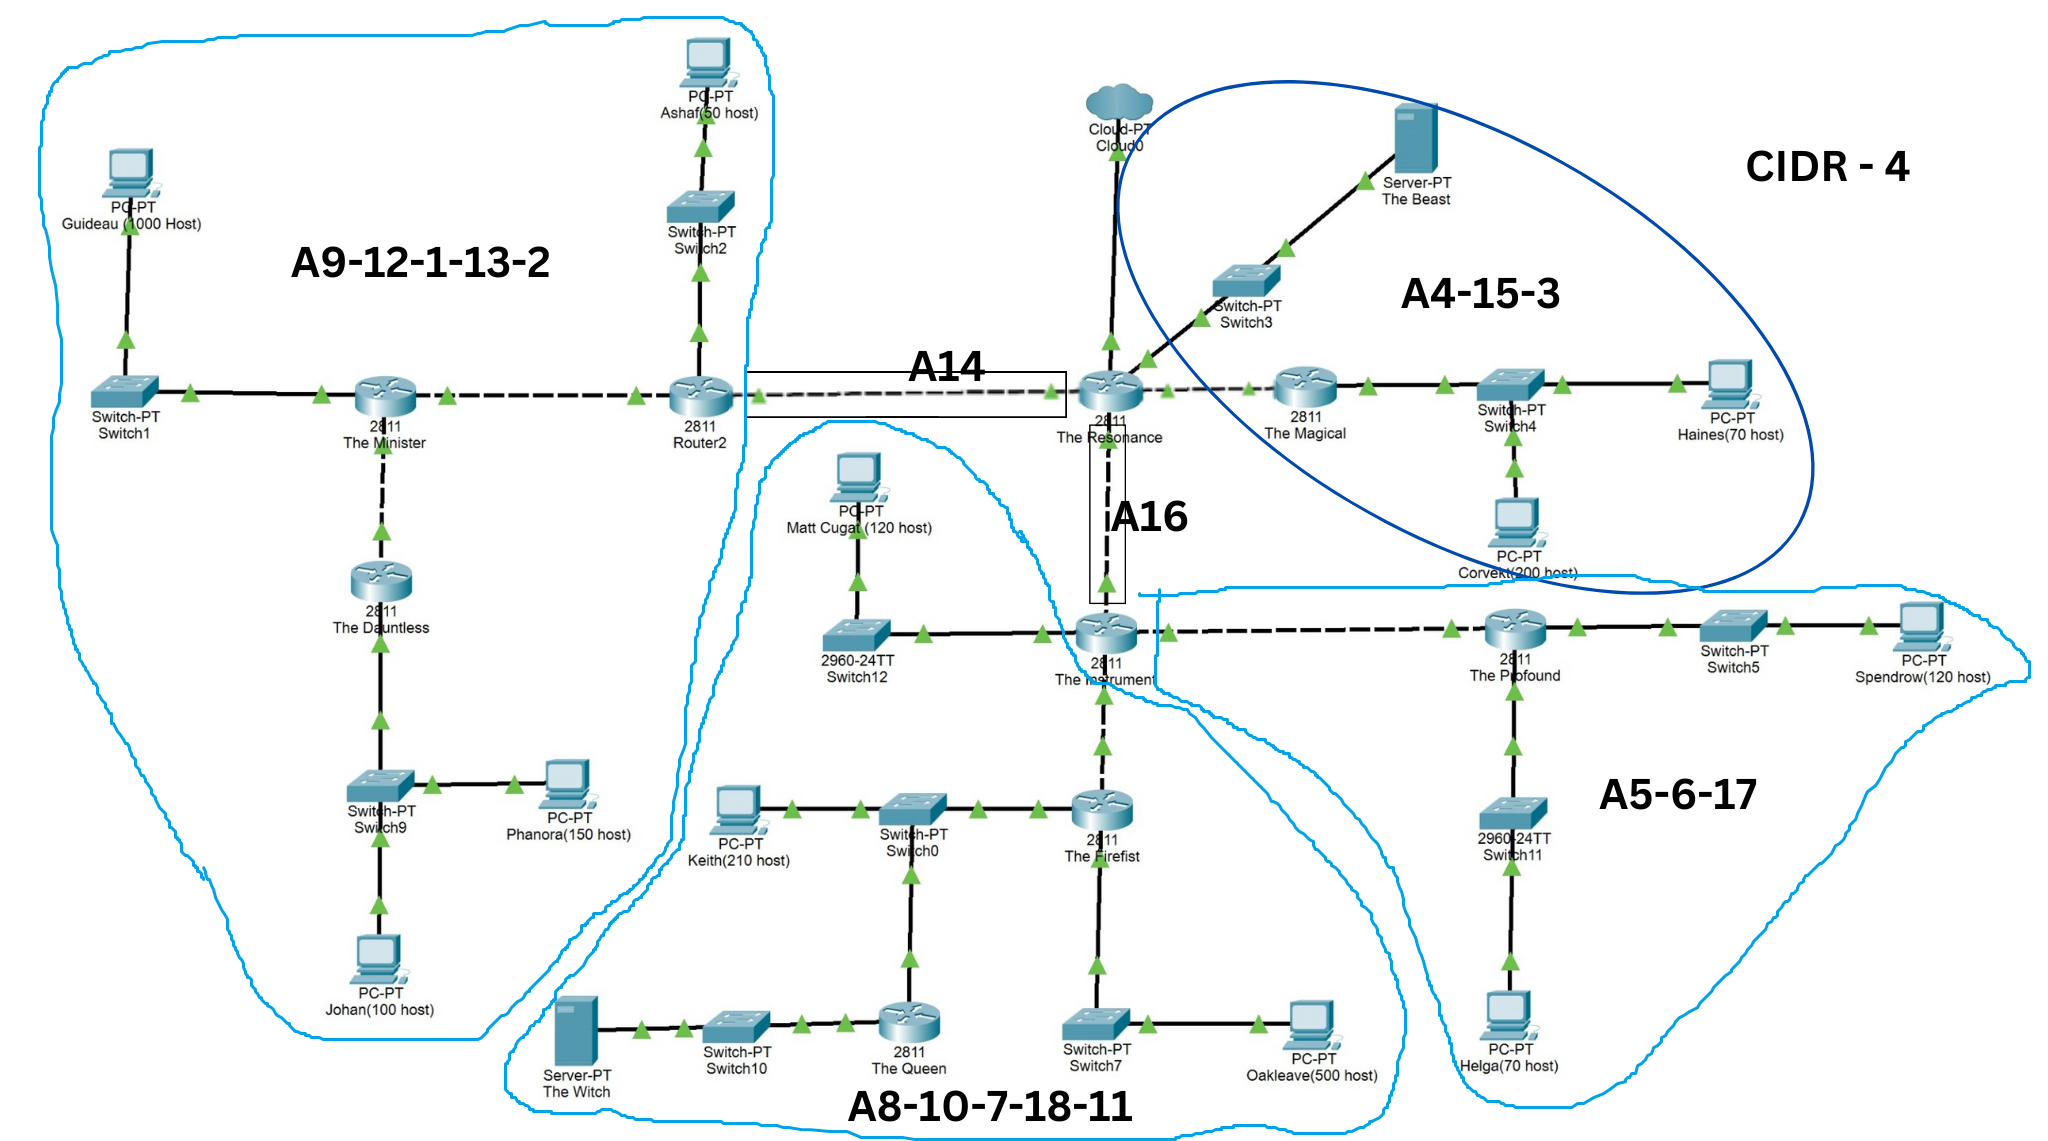 PC-PT
Ashaf(50 host)
Cloud-PT
Cloud0
CIDR - 4
Server-PT
The Beast
PC-PT
Guideau (1000 Host)
Switch-PT
Switch2
A9-12-1-13-2
A4-15-3
Switch-PT
Switch3
A14
Switch-PT
Switch1
2811
The Minister
2811
Router2
2811
The Resonance
2811
The Magical
Switch-PT
Switch4
PC-PT
Haines(70 host)
A16
PC-PT
Matt Cugat (120 host)
PC-PT
Corvekt(200 host)
2811
The Dauntless
2960-24TT
Switch12
2811
The Instrument
2811
The Profound
Switch-PT
Switch5
PC-PT
Spendrow(120 host)
Switch-PT
Switch9
PC-PT
Phanora(150 host)
PC-PT
Keith(210 host)
Switch-PT
Switch0
2811
The Firefist
A5-6-17
2960-24TT
Switch11
PC-PT
Johan(100 host)
Server-PT
The Witch
Switch-PT
Switch10
2811
The Queen
Switch-PT
Switch7
PC-PT
Oakleave(500 host)
PC-PT
Helga(70 host)
A8-10-7-18-11